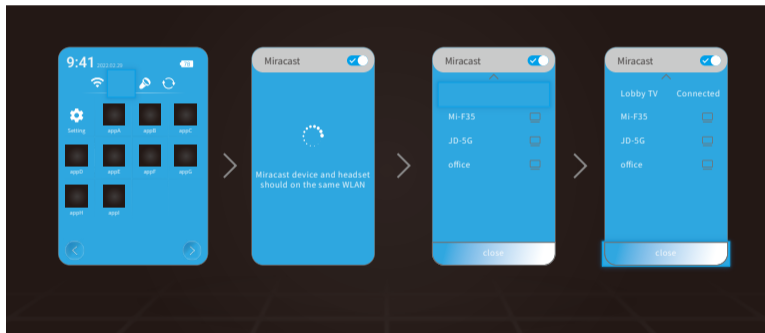 9:41 2022.03.28 70
Setting appA appB appC
appD appE appF appG
appH appI
Miracast
Miracast device and headset
should on the same WLAN
Miracast
Mi-F35
JD-5G
office
close
Miracast
Lobby TV Connected
Mi-F35
JD-5G
office
close